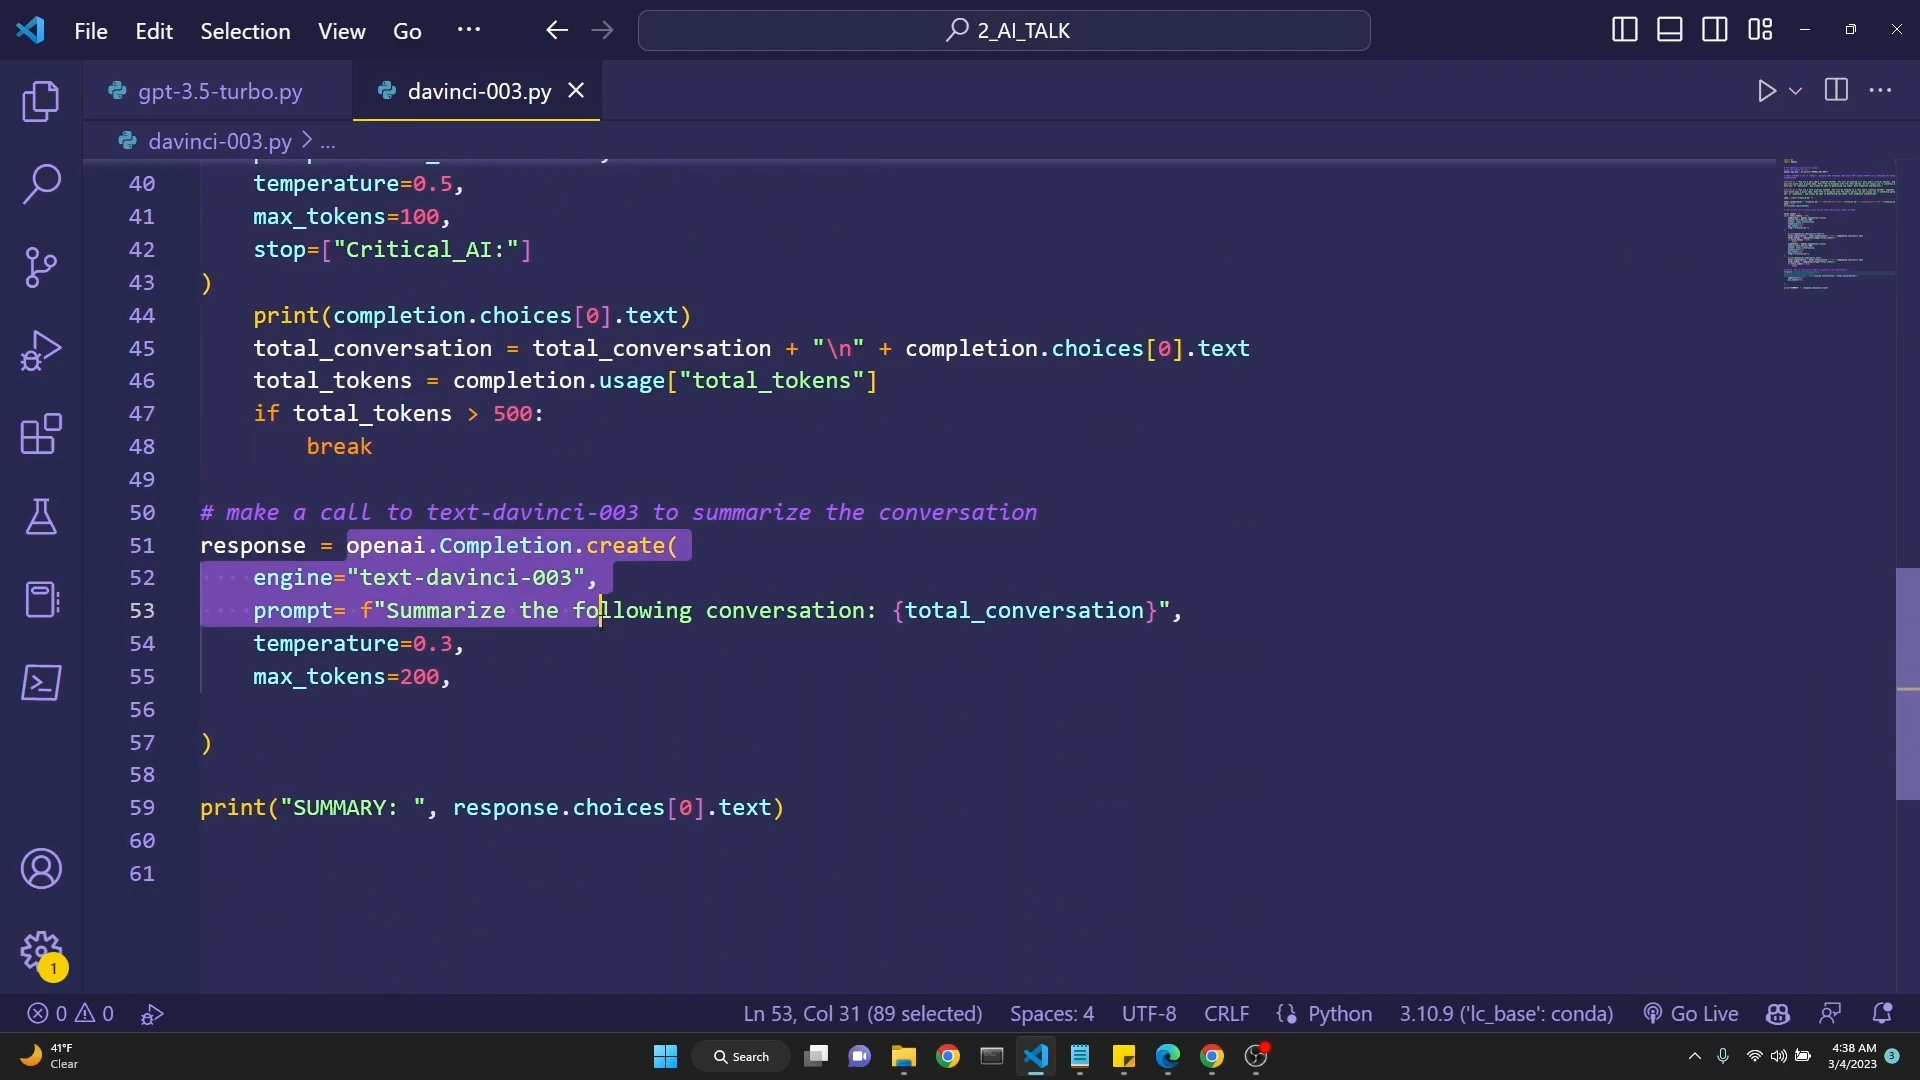 File Edit Selection View Go ··· 2_AI_TALK
gpt-3.5-turbo.py davinci-003.py
davinci-003.py > ...
40 temperature=0.5,
41 max_tokens=100,
42 stop=["Critical_AI:"]
43 )
44 print(completion.choices[0].text)
45 total_conversation = total_conversation + "\n" + completion.choices[0].text
46 total_tokens = completion.usage["total_tokens"]
47 if total_tokens > 500:
48 break
49
50 # make a call to text-davinci-003 to summarize the conversation
51 response = openai.Completion.create(
52 engine="text-davinci-003",
53 prompt= f"Summarize the following conversation: {total_conversation}",
54 temperature=0.3,
55 max_tokens=200,
56
57 )
58
59 print("SUMMARY: ", response.choices[0].text)
60
61
1
0 0 Ln 53, Col 31 (89 selected) Spaces: 4 UTF-8 CRLF Python 3.10.9 ('lc_base': conda) Go Live
41°F
Clear
Search
4:38 AM
3/4/2023
3